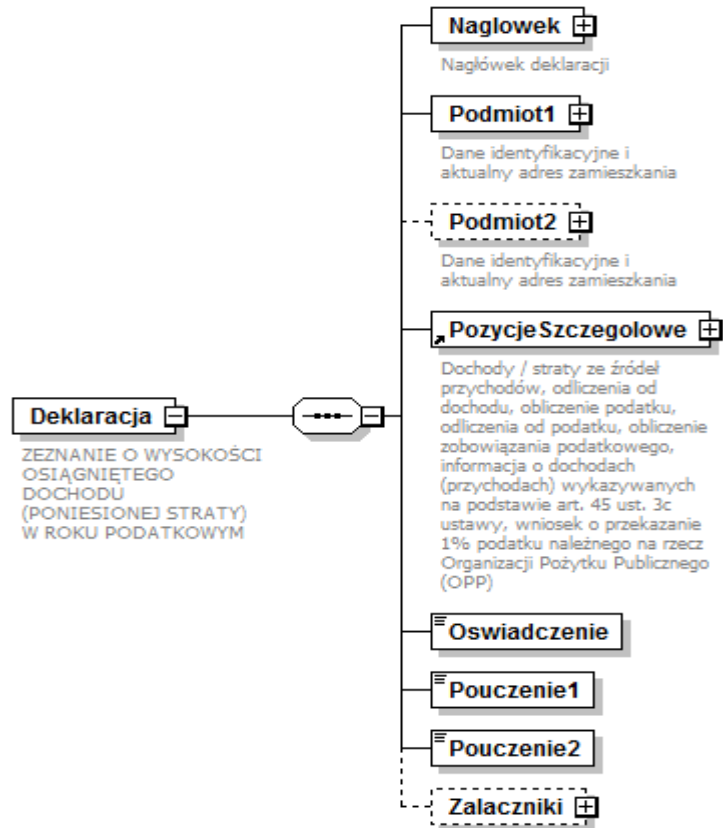 Naglowek
Nagłówek deklaracji
Podmiot1
Dane identyfikacyjne i
aktualny adres zamieszkania
Podmiot2
Dane identyfikacyjne i
aktualny adres zamieszkania
PozycjeSzczegolowe
Dochody / straty ze źródeł
przychodów, odliczenia od
dochodu, obliczenie podatku,
odliczenia od podatku, obliczenie
zobowiązania podatkowego,
informacja o dochodach
(przychodach) wykazywanych
na podstawie art. 45 ust. 3c
ustawy, wniosek o przekazanie
1% podatku należnego na rzecz
Organizacji Pożytku Publicznego
(OPP)
Deklaracja
ZEZNANIE O WYSOKOŚCI
OSIĄGNIĘTEGO
DOCHODU
(PONIESIONEJ STRATY)
W ROKU PODATKOWYM
Oswiadczenie
Pouczenie1
Pouczenie2
Zalaczniki